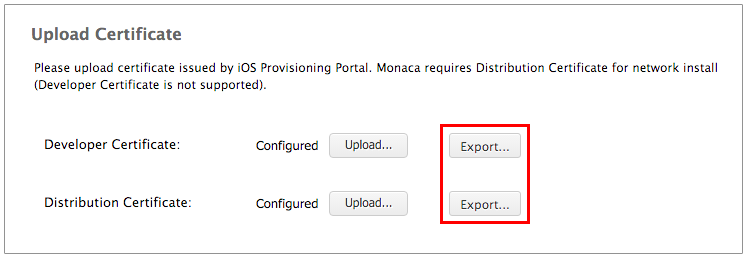 Upload Certificate
Please upload certificate issued by iOS Provisioning Portal. Monaca requires Distribution Certificate for network install
(Developer Certificate is not supported).
Developer Certificate: Configured Upload... Export...
Distribution Certificate: Configured Upload... Export...